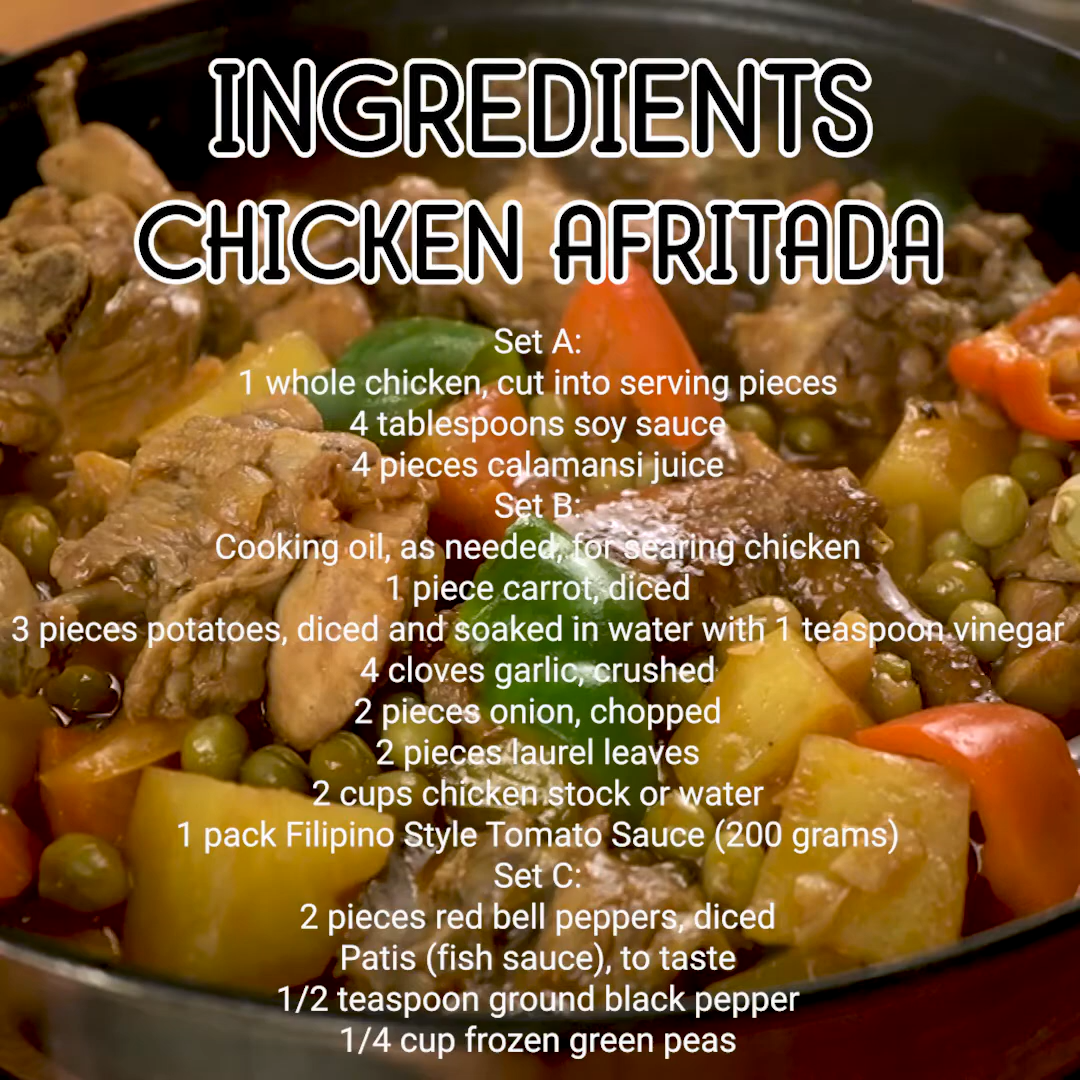 INGREDIENTS
CHICKEN AFRITADA
Set A:
1 whole chicken, cut into serving pieces
4 tablespoons soy sauce
4 pieces calamansi juice
Set B:
Cooking oil, as needed, for searing chicken
1 piece carrot, diced
3 pieces potatoes, diced and soaked in water with 1 teaspoon vinegar
4 cloves garlic, crushed
2 pieces onion, chopped
2 pieces laurel leaves
2 cups chicken stock or water
1 pack Filipino Style Tomato Sauce (200 grams)
Set C:
2 pieces red bell peppers, diced
Patis (fish sauce), to taste
1/2 teaspoon ground black pepper
1/4 cup frozen green peas